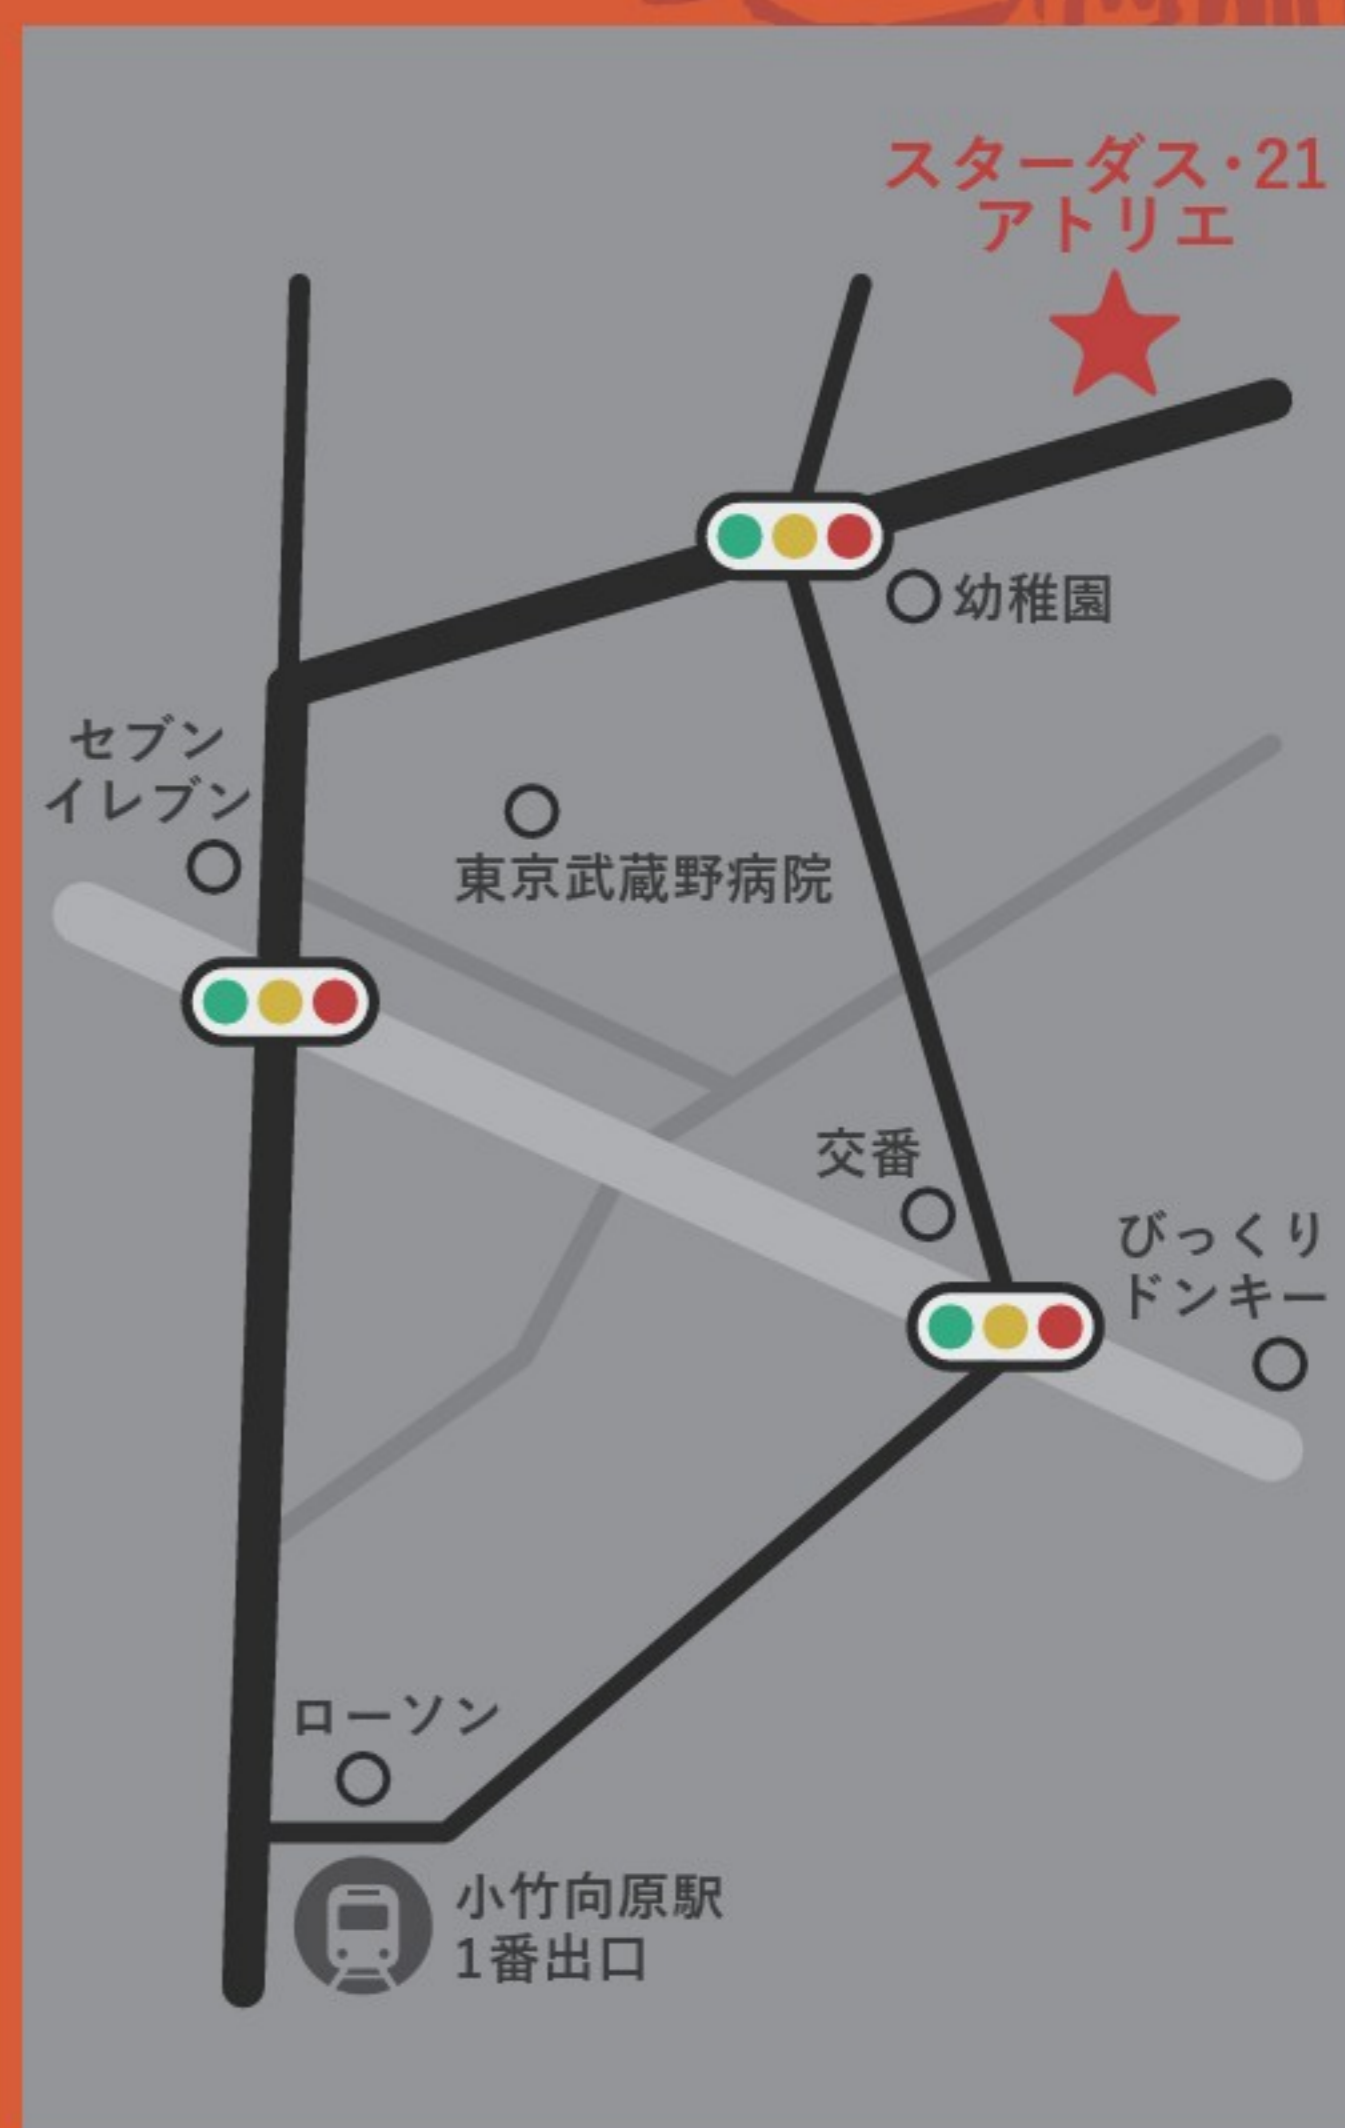 スターダス・21
アトリエ
幼稚園
セブン
イレブン
東京武蔵野病院
交番
びっくり
ドンキー
ローソン
小竹向原駅
1番出口